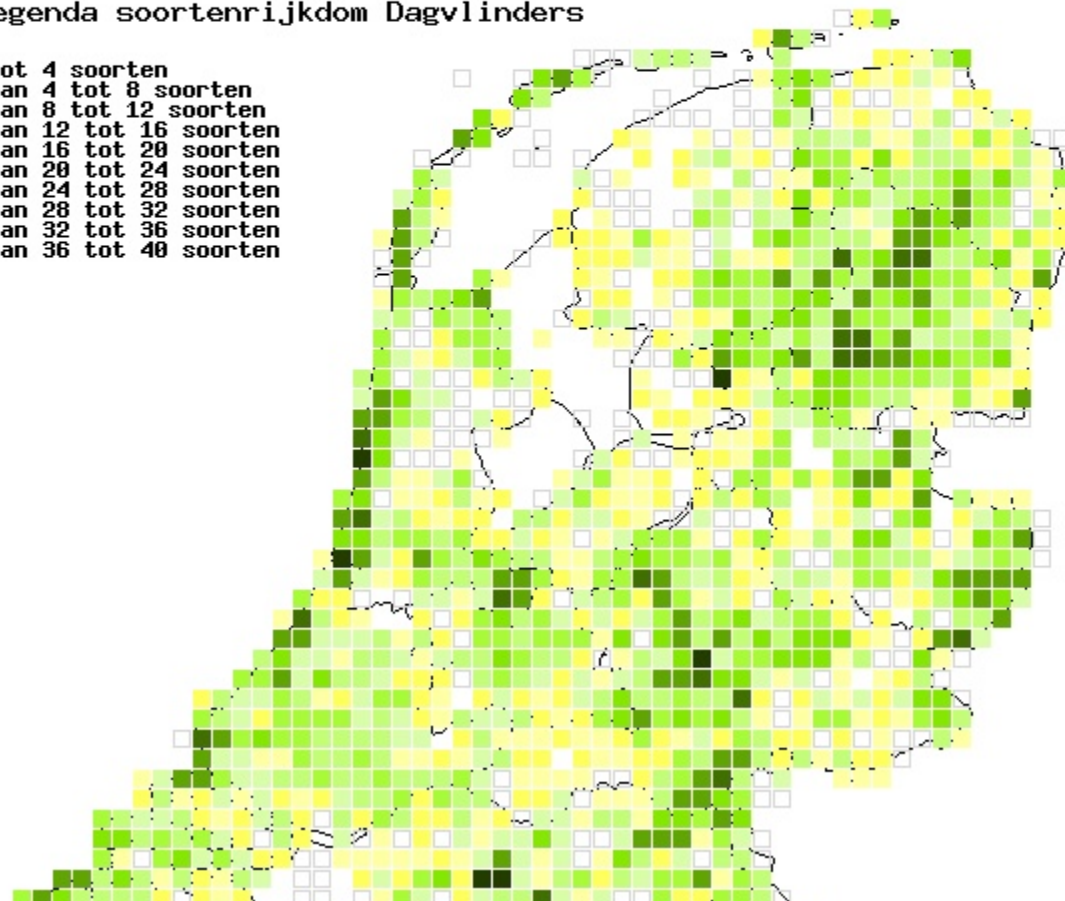 egenda soortenrijkdom Dagvlinders
ot 4 soorten
an 4 tot 8 soorten
an 8 tot 12 soorten
an 12 tot 16 soorten
an 16 tot 20 soorten
an 20 tot 24 soorten
an 24 tot 28 soorten
an 28 tot 32 soorten
an 32 tot 36 soorten
an 36 tot 40 soorten